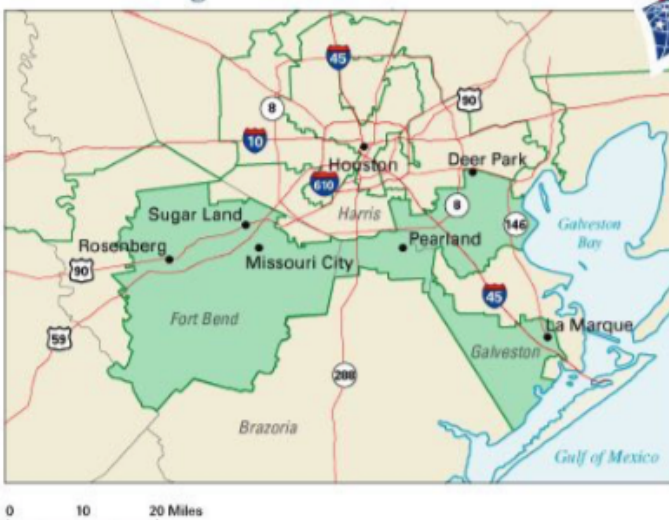 45
8
90
10
Houston
Deer Park
610
Harris
8
146
Galveston
Bay
Sugar Land
Rosenberg
Pearland
Missouri City
90
45
Fort Bend
59
La Marque
Galveston
288
Brazoria
Gulf of Mexico
0 10 20 Miles